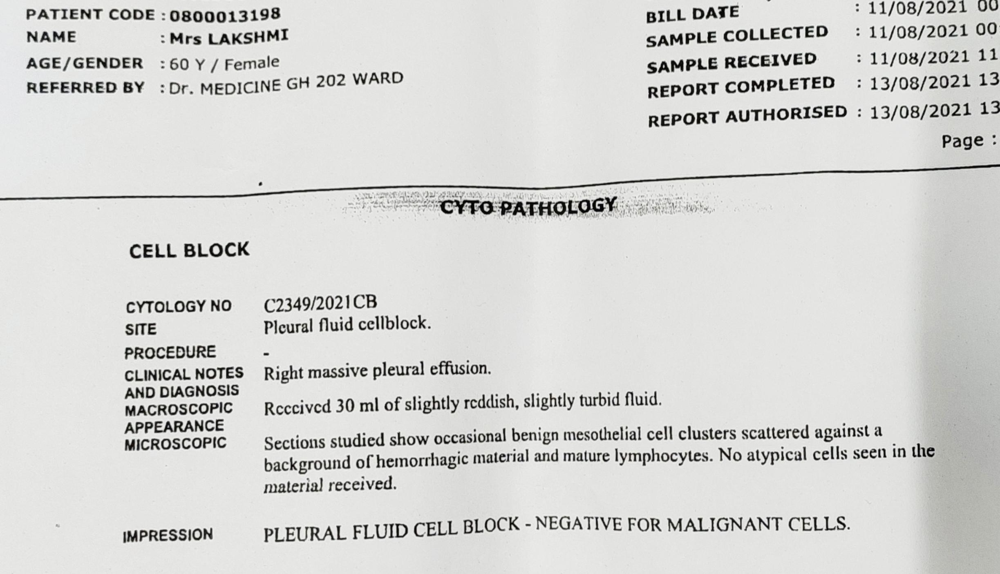 PATIENT CODE : 0800013198
NAME : Mrs LAKSHMI
AGE/GENDER : 60 Y / Female
REFERRED BY : Dr. MEDICINE GH 202 WARD
BILL DATE : 11/08/2021 00
SAMPLE COLLECTED : 11/08/2021 00
SAMPLE RECEIVED : 11/08/2021 11
REPORT COMPLETED : 13/08/2021 13
REPORT AUTHORISED : 13/08/2021 13
Page :
CYTO PATHOLOGY
CELL BLOCK
CYTOLOGY NO C2349/2021CB
SITE Pleural fluid cellblock.
PROCEDURE -
CLINICAL NOTES Right massive pleural effusion.
AND DIAGNOSIS
MACROSCOPIC Received 30 ml of slightly reddish, slightly turbid fluid.
APPEARANCE
MICROSCOPIC Sections studied show occasional benign mesothelial cell clusters scattered against a
background of hemorrhagic material and mature lymphocytes. No atypical cells seen in the
material received.
IMPRESSION PLEURAL FLUID CELL BLOCK - NEGATIVE FOR MALIGNANT CELLS.